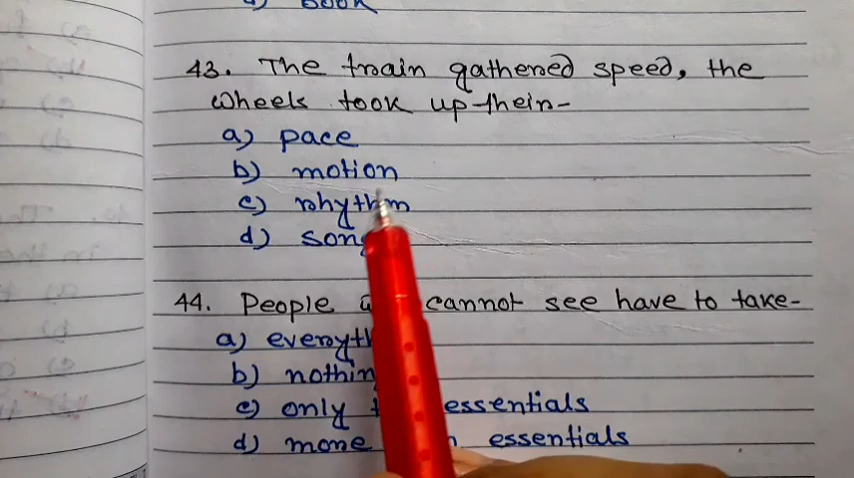 43. The train gathered speed, the
wheels took up their-
a) pace
b) motion
c) rhythm
d)
44. People cannot see have to take-
a)
b)
c) only essentials
d) more essentials